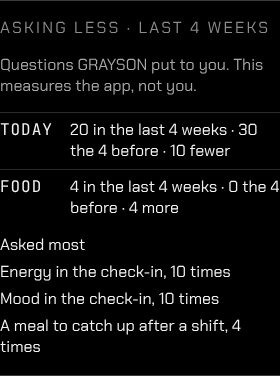 ASKING LESS · LAST 4 WEEKS
Questions GRAYSON put to you. This
measures the app, not you.
TODAY 20 in the last 4 weeks · 30
the 4 before · 10 fewer
FOOD 4 in the last 4 weeks · 0 the 4
before · 4 more
Asked most
Energy in the check-in, 10 times
Mood in the check-in, 10 times
A meal to catch up after a shift, 4
times